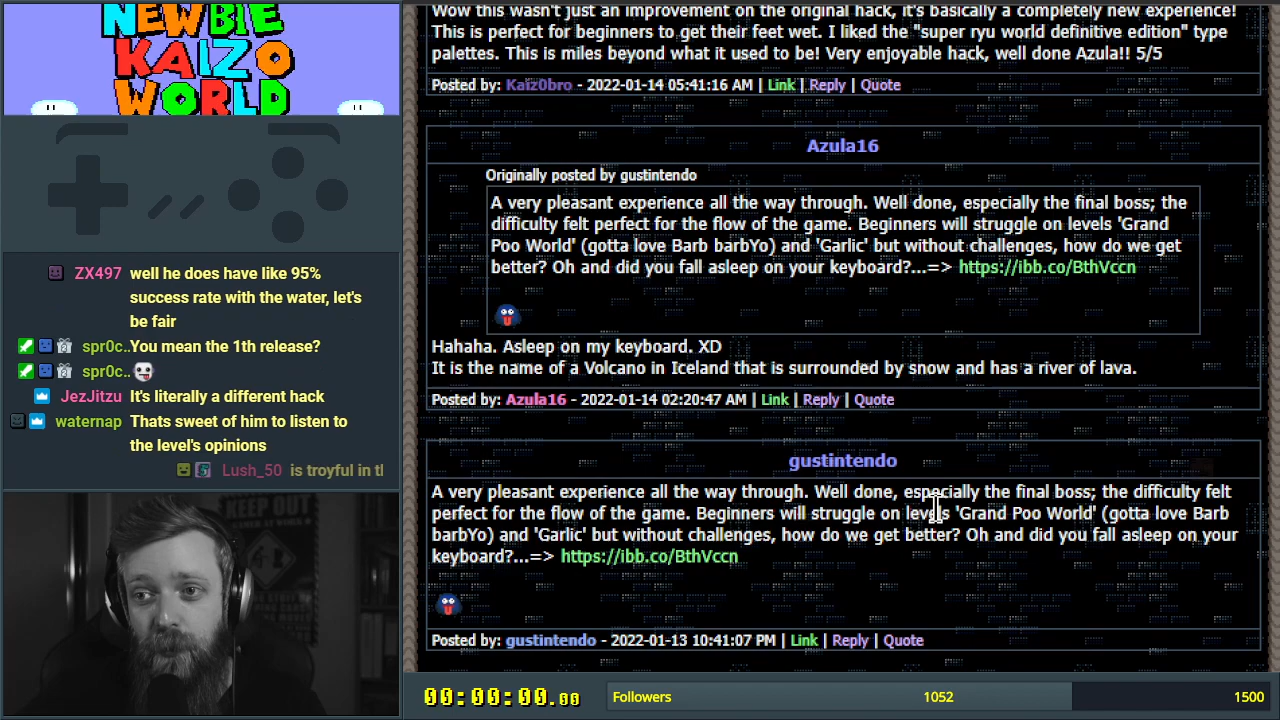 NEWBIE
KAIZO
WORLD
ZX497 well he does have like 95%
success rate with the water, let's
be fair
spr0c..You mean the 1th release?
spr0c..
JezJitzu It's literally a different hack
waternap Thats sweet of him to listen to
the level's opinions
Lush_50 is troyful in tl
KEEP OUT
Wow this wasn't just an improvement on the original hack, it's basically a completely new experience!
This is perfect for beginners to get their feet wet. I liked the "super ryu world definitive edition" type
palettes. This is miles beyond what it used to be! Very enjoyable hack, well done Azula!! 5/5
Posted by: Kaiz0bro - 2022-01-14 05:41:16 AM | Link | Reply | Quote
Azula16
Originally posted by gustintendo
A very pleasant experience all the way through. Well done, especially the final boss; the
difficulty felt perfect for the flow of the game. Beginners will struggle on levels 'Grand
Poo World' (gotta love Barb barbYo) and 'Garlic' but without challenges, how do we get
better? Oh and did you fall asleep on your keyboard?...=> https://ibb.co/BthVccn
Hahaha. Asleep on my keyboard. XD
It is the name of a Volcano in Iceland that is surrounded by snow and has a river of lava.
Posted by: Azula16 - 2022-01-14 02:20:47 AM | Link | Reply | Quote
gustintendo
A very pleasant experience all the way through. Well done, especially the final boss; the difficulty felt
perfect for the flow of the game. Beginners will struggle on levels 'Grand Poo World' (gotta love Barb
barbYo) and 'Garlic' but without challenges, how do we get better? Oh and did you fall asleep on your
keyboard?...=> https://ibb.co/BthVccn
Posted by: gustintendo - 2022-01-13 10:41:07 PM | Link | Reply | Quote
00:00:00.00
Followers 1052 1500